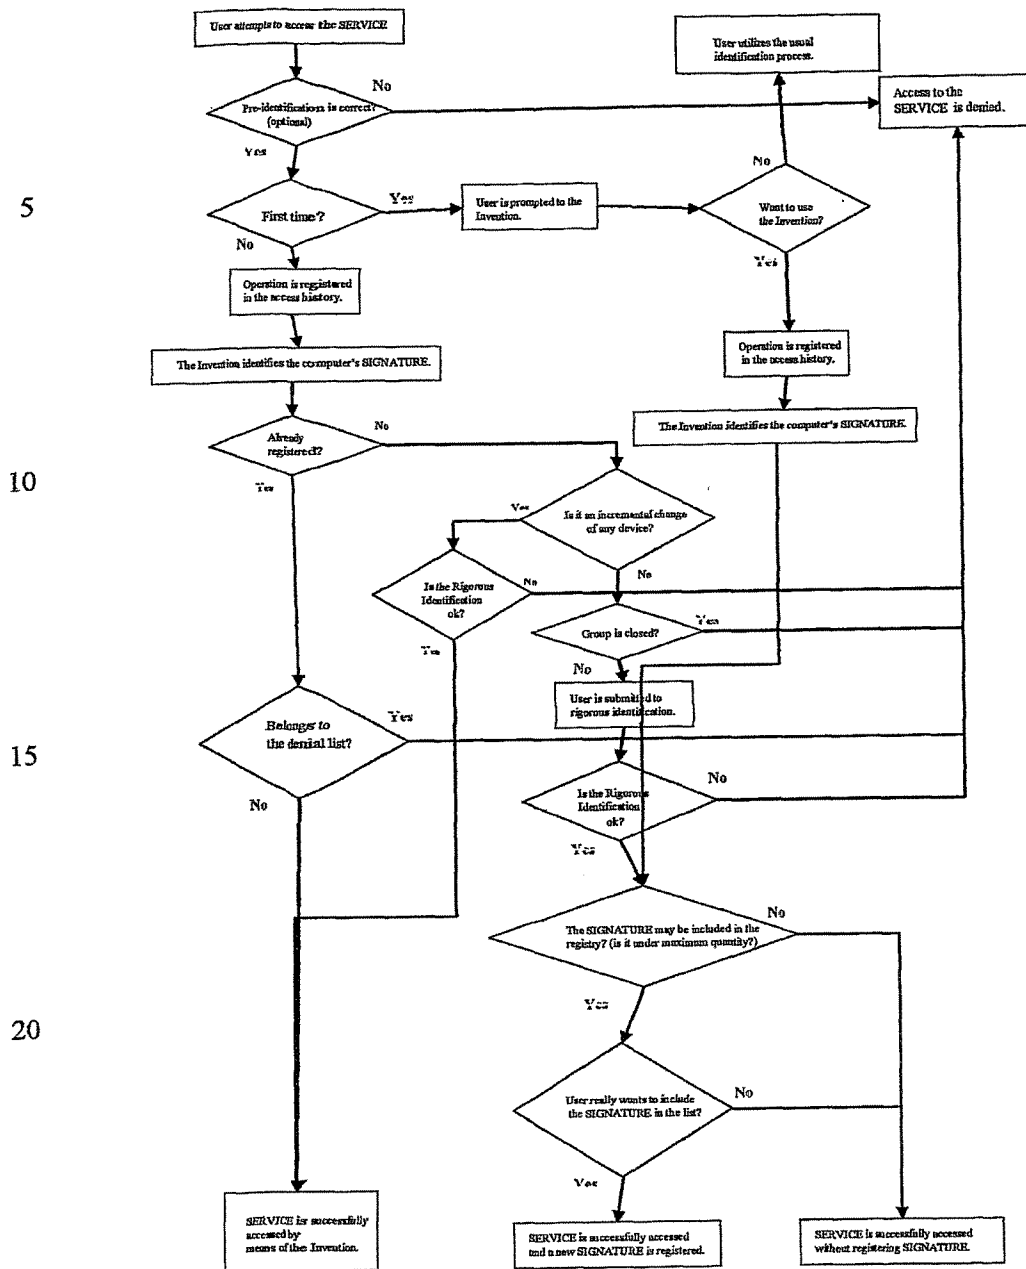 User attempts to access the SERVICE
User utilizes the usual
identification process.
No
Pre-identifications is correct?
(optional)
Access to the
SERVICE is denied.
Yes
No
5
First time?
Yes
User is prompted to the
Invention.
Want to use
the Invention?
No
Yes
Operation is registered
in the access history.
The Invention identifies the computer's SIGNATURE.
Operation is registered
in the access history.
The Invention identifies the computer's SIGNATURE.
Already
registered?
No
10
Yes
Yes
Is it an incremental change
of any device?
No
Is the Rigorous
Identification
ok?
No
Yes
Group is closed?
Yes
No
User is submitted to
rigorous identification.
Belongs to
the denial list?
Yes
15
No
Is the Rigorous
Identification
ok?
No
Yes
The SIGNATURE may be included in the
registry? (is it under maximum quantity?)
No
Yes
20
User really wants to include
the SIGNATURE in the list?
No
Yes
SERVICE is successfully
accessed by
means of this Invention.
SERVICE is successfully accessed
and a new SIGNATURE is registered.
SERVICE is successfully accessed
without registering SIGNATURE.